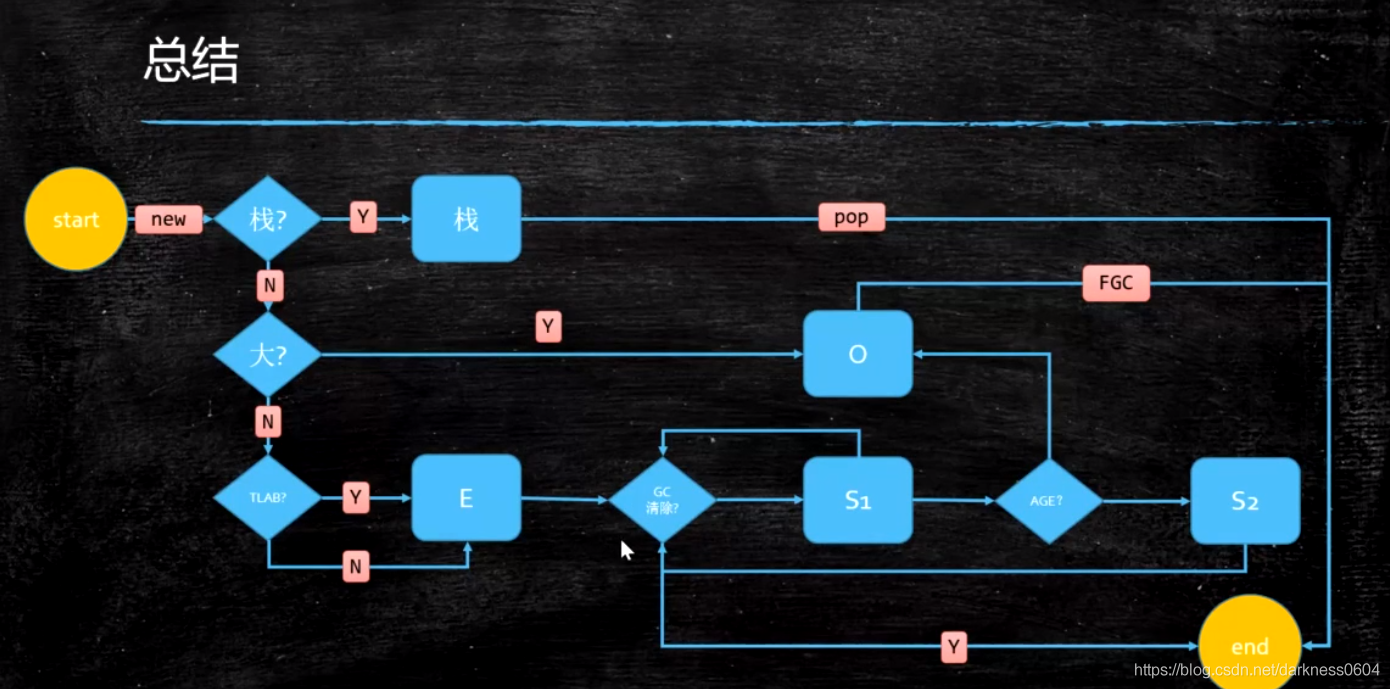 总结
start
new
栈?
Y
栈
pop
N
FGC
大?
Y
O
N
TLAB?
Y
E
GC
清除?
S1
AGE?
S2
N
Y
end
https://blog.csdn.net/darkness0604